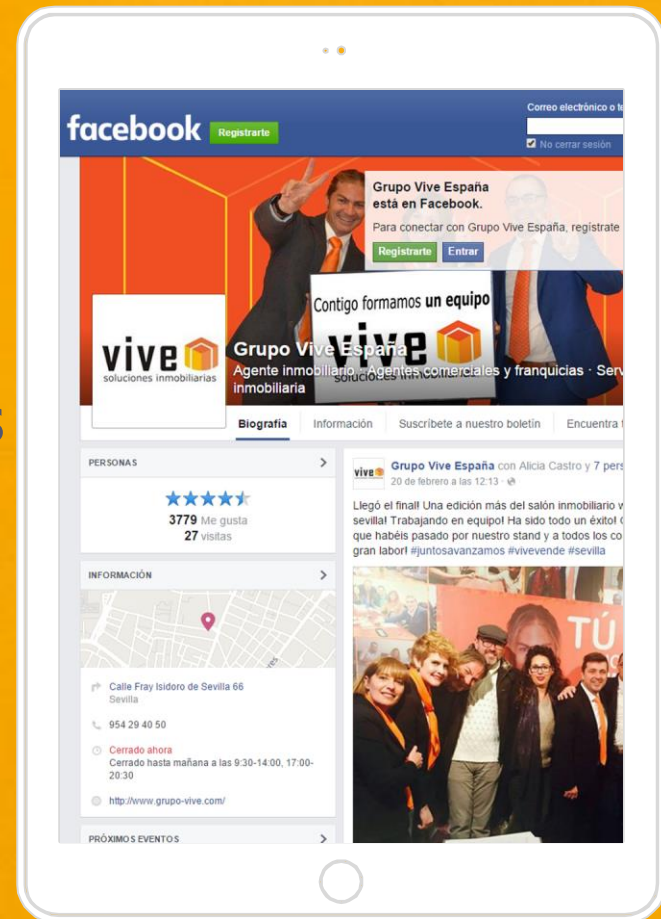 facebook
Registrarte
Correo electrónico o te
No cerrar sesión
Grupo Vive España
está en Facebook.
Para conectar con Grupo Vive España, regístrate
Registrarte
Entrar
Contigo formamos un equipo
vive
soluciones inmobiliarias
vive
soluciones inmobiliarias
Grupo Vive España
Agente inmobiliario · Agentes comerciales y franquicias · Serv
inmobiliaria
Biografía
Información
Suscríbete a nuestro boletín
Encuentra t
PERSONAS
3779 Me gusta
27 visitas
INFORMACIÓN
Calle Fray Isidoro de Sevilla 66
Sevilla
954 29 40 50
Cerrado ahora
Cerrado hasta mañana a las 9:30-14:00, 17:00-
20:30
http://www.grupo-vive.com/
PRÓXIMOS EVENTOS
vive
Grupo Vive España con Alicia Castro y 7 pers
20 de febrero a las 12:13 ·
Llegó el final! Una edición más del salón inmobiliario v
sevilla! Trabajando en equipo! Ha sido todo un éxito!
que habéis pasado por nuestro stand y a todos los co
gran labor! #juntosavanzamos #vivevende #sevilla
TÚ